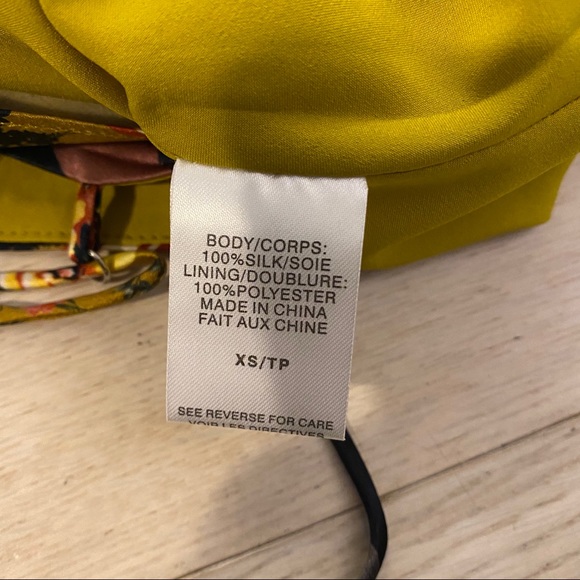 BODY/CORPS:
100%SILK/SOIE
LINING/DOUBLURE:
100%POLYESTER
MADE IN CHINA
FAIT AUX CHINE
XS/TP
SEE REVERSE FOR CARE
VOIR LES DIRECTIVES